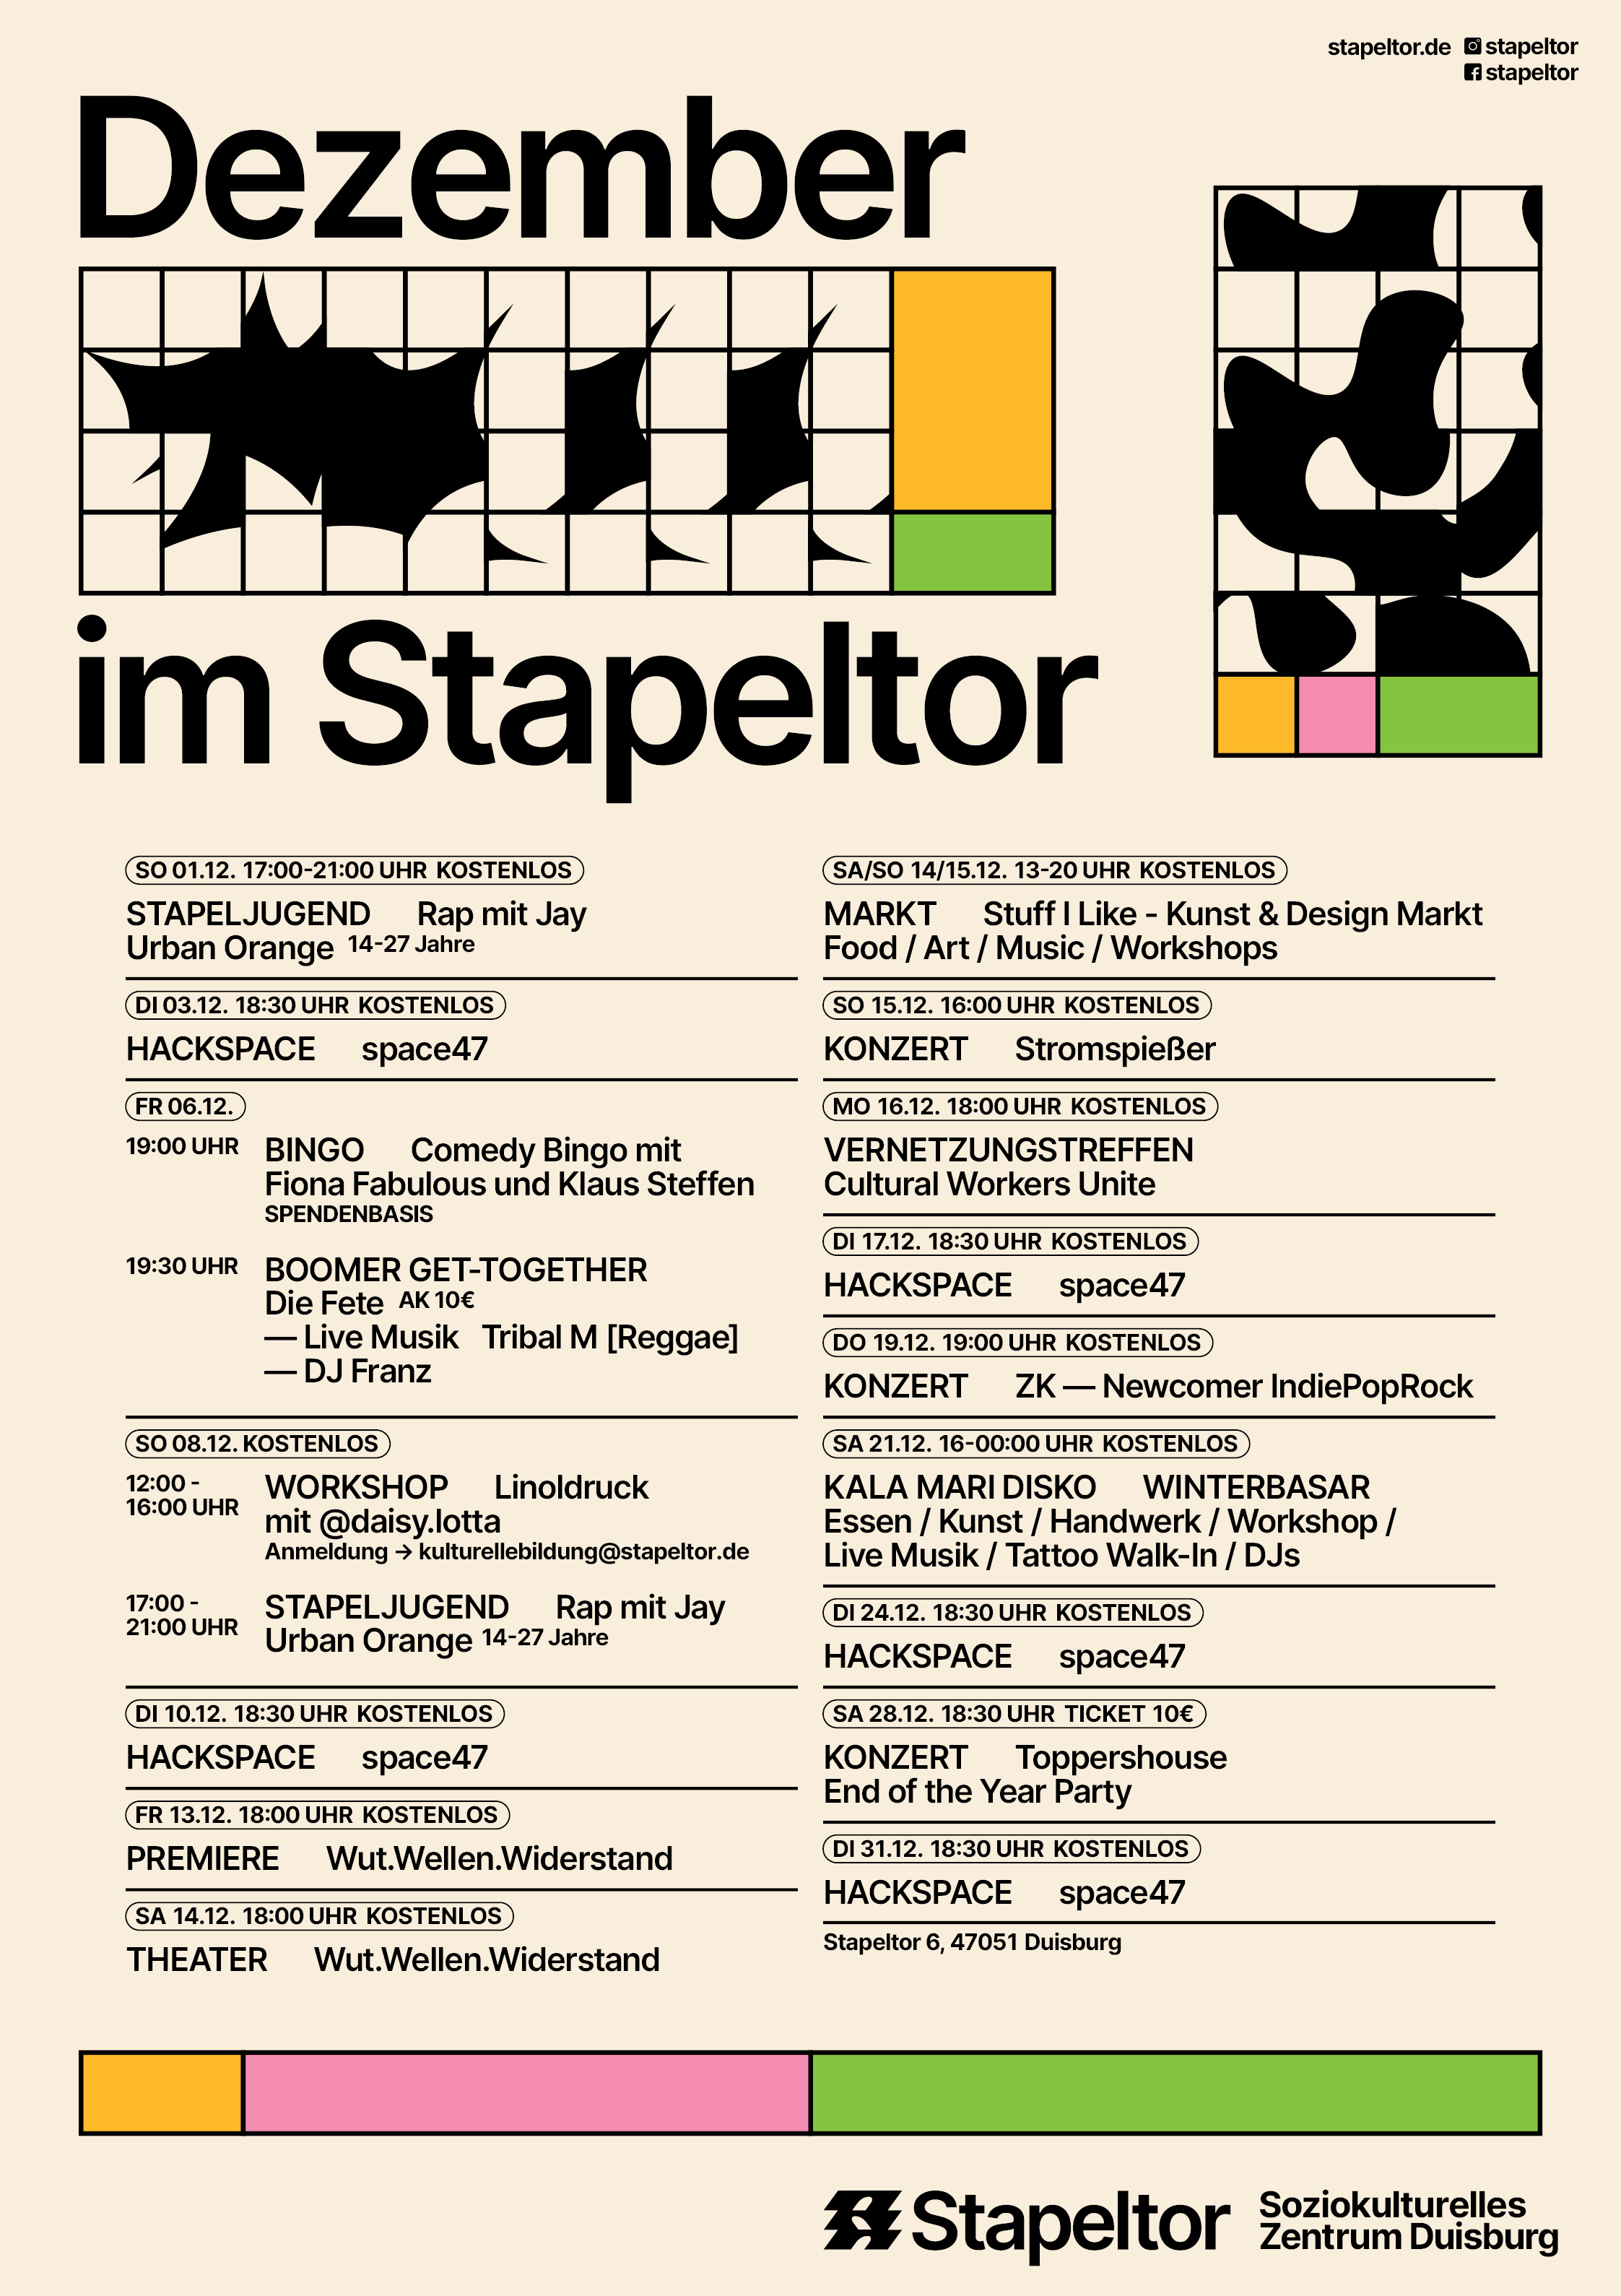 stapeltor.de stapeltor
stapeltor
Dezember
im Stapeltor
SO 01.12. 17:00-21:00 UHR KOSTENLOS
STAPELJUGEND Rap mit Jay
Urban Orange 14-27 Jahre
DI 03.12. 18:30 UHR KOSTENLOS
HACKSPACE space47
FR 06.12.
19:00 UHR BINGO Comedy Bingo mit
Fiona Fabulous und Klaus Steffen
SPENDENBASIS
19:30 UHR BOOMER GET-TOGETHER
Die Fete AK 10€
— Live Musik Tribal M [Reggae]
— DJ Franz
SO 08.12. KOSTENLOS
12:00 - WORKSHOP Linoldruck
16:00 UHR mit @daisy.lotta
Anmeldung → kulturellebildung@stapeltor.de
17:00 - STAPELJUGEND Rap mit Jay
21:00 UHR Urban Orange 14-27 Jahre
DI 10.12. 18:30 UHR KOSTENLOS
HACKSPACE space47
FR 13.12. 18:00 UHR KOSTENLOS
PREMIERE Wut.Wellen.Widerstand
SA 14.12. 18:00 UHR KOSTENLOS
THEATER Wut.Wellen.Widerstand
SA/SO 14/15.12. 13-20 UHR KOSTENLOS
MARKT Stuff I Like - Kunst & Design Markt
Food / Art / Music / Workshops
SO 15.12. 16:00 UHR KOSTENLOS
KONZERT Stromspießer
MO 16.12. 18:00 UHR KOSTENLOS
VERNETZUNGSTREFFEN
Cultural Workers Unite
DI 17.12. 18:30 UHR KOSTENLOS
HACKSPACE space47
DO 19.12. 19:00 UHR KOSTENLOS
KONZERT ZK — Newcomer IndiePopRock
SA 21.12. 16-00:00 UHR KOSTENLOS
KALA MARI DISKO WINTERBASAR
Essen / Kunst / Handwerk / Workshop /
Live Musik / Tattoo Walk-In / DJs
DI 24.12. 18:30 UHR KOSTENLOS
HACKSPACE space47
SA 28.12. 18:30 UHR TICKET 10€
KONZERT Toppershouse
End of the Year Party
DI 31.12. 18:30 UHR KOSTENLOS
HACKSPACE space47
Stapeltor 6, 47051 Duisburg
Stapeltor
Soziokulturelles
Zentrum Duisburg